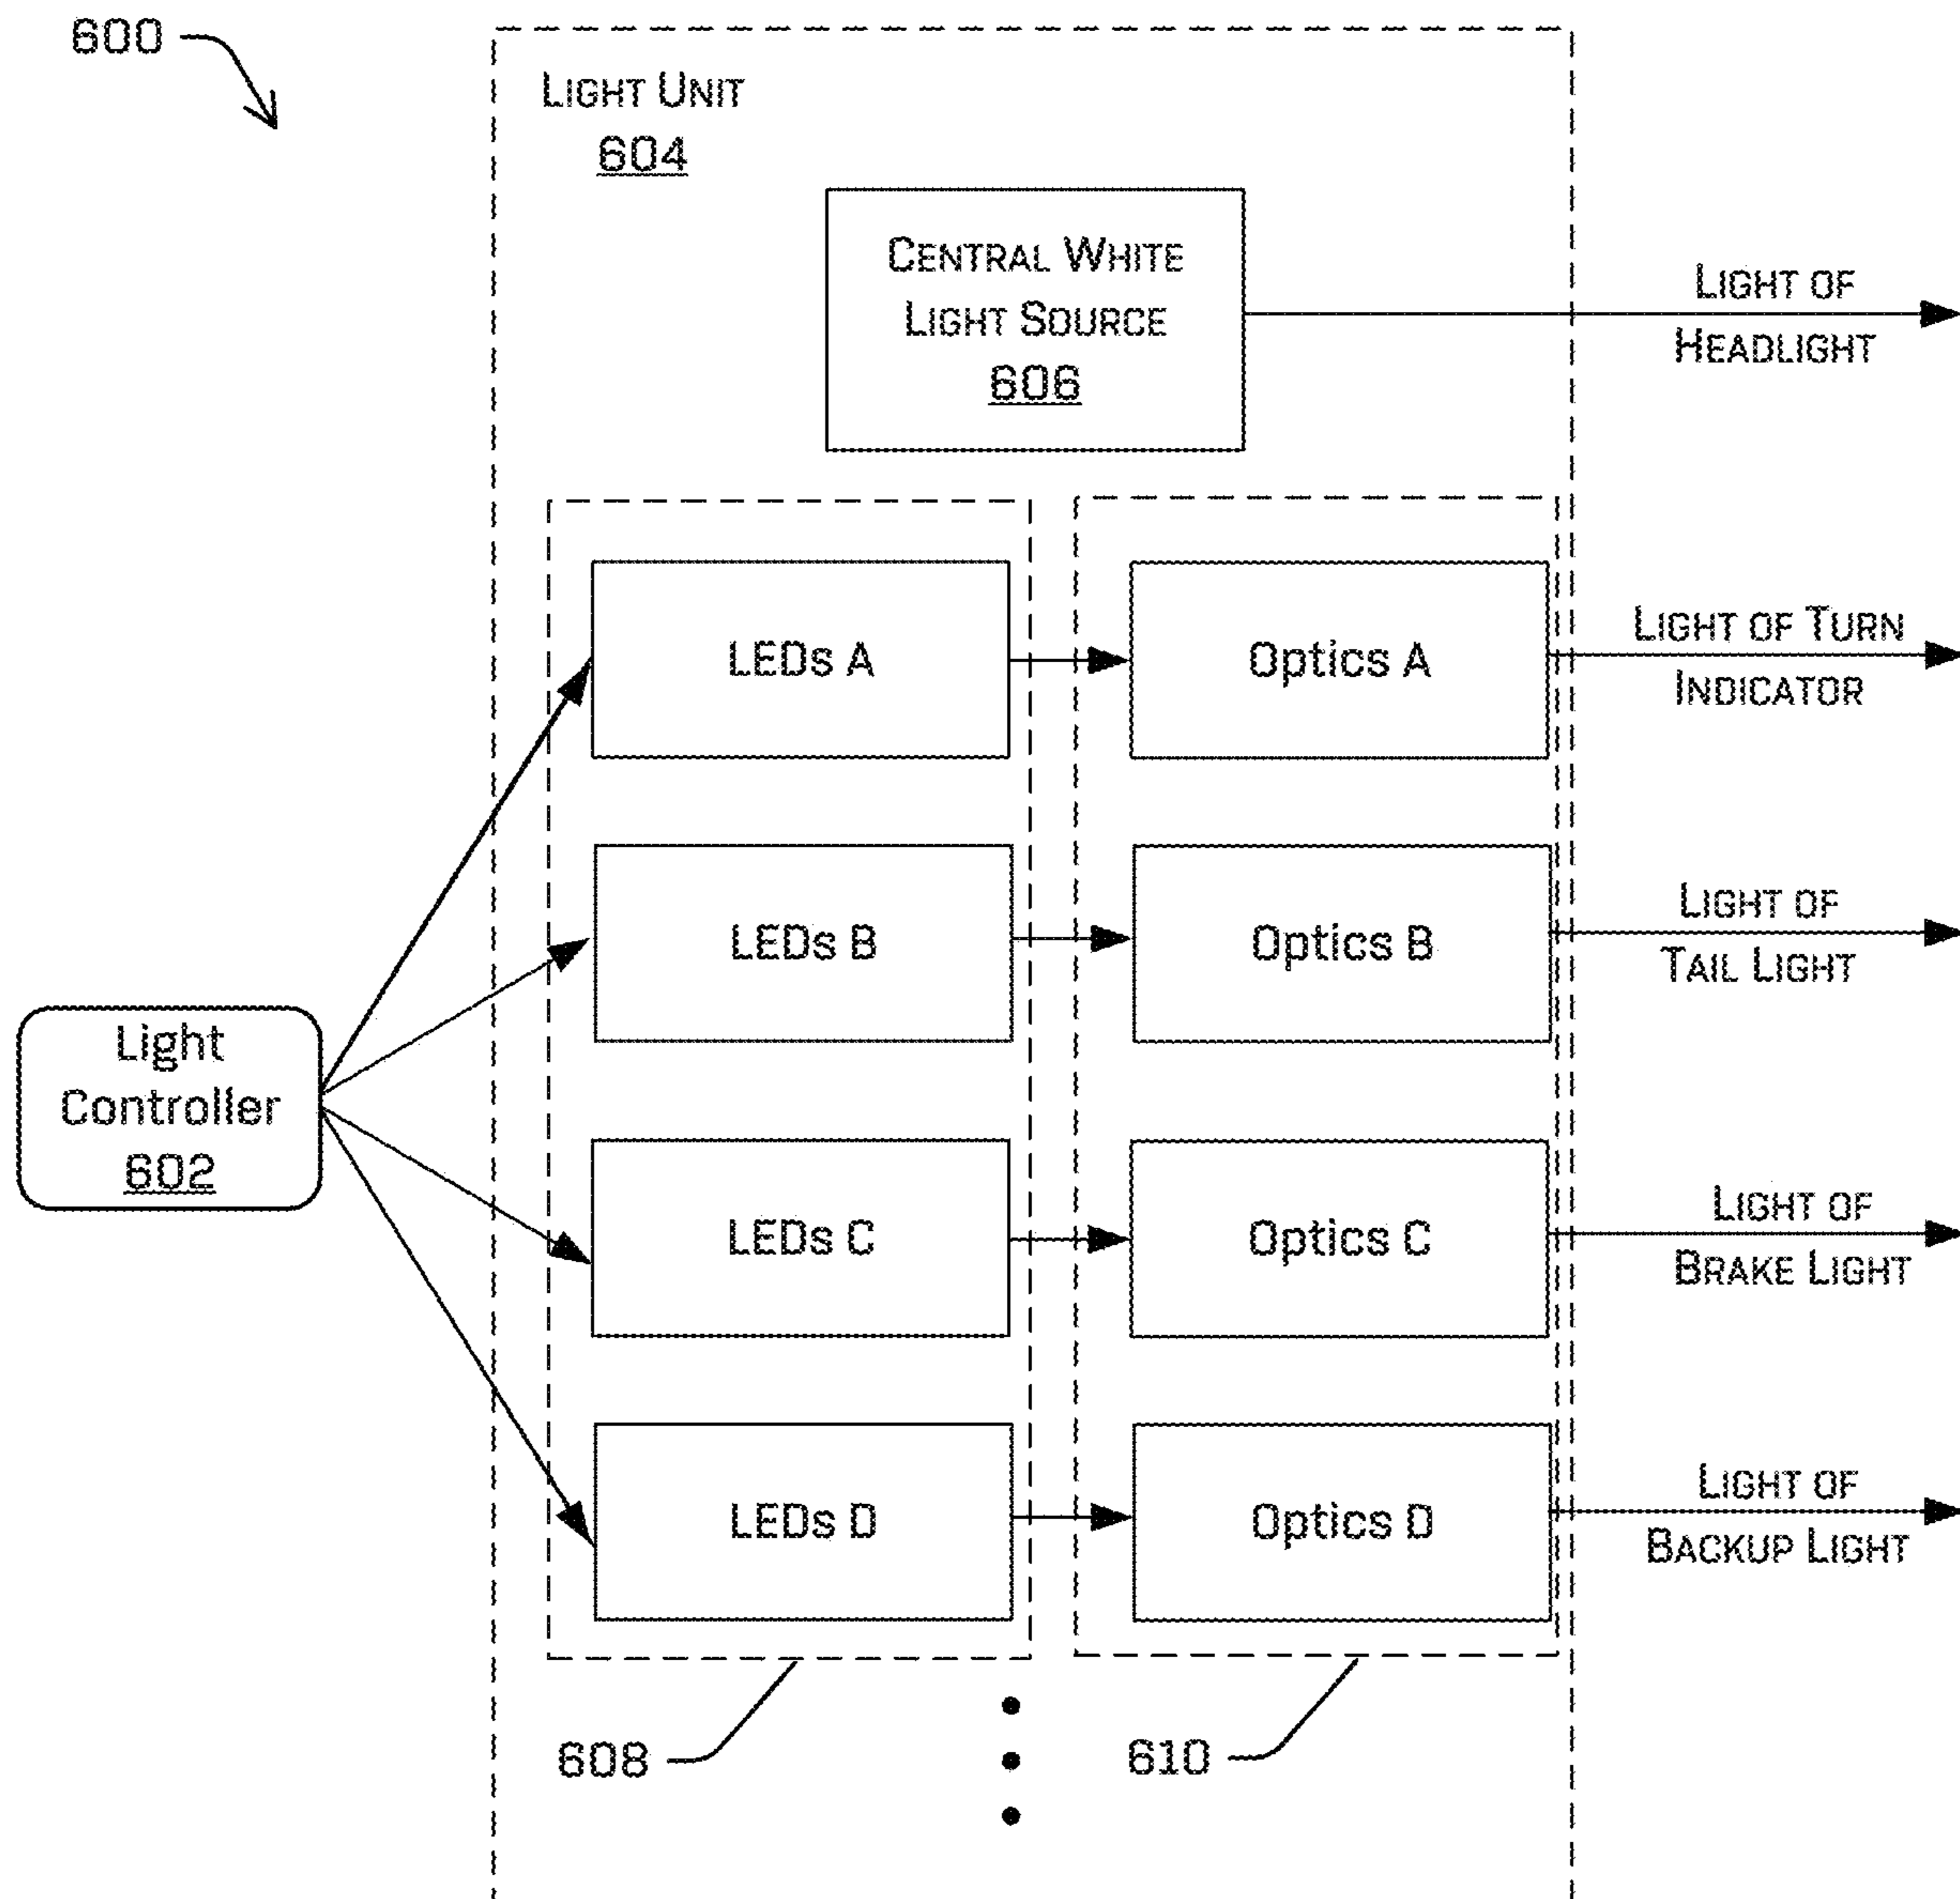 600
LIGHT UNIT
604
CENTRAL WHITE
LIGHT SOURCE
606
LIGHT OF
HEADLIGHT
LEDs A
Optics A
LIGHT OF TURN
INDICATOR
LEDs B
Optics B
LIGHT OF
TAIL LIGHT
Light
Controller
602
LEDs C
Optics C
LIGHT OF
BRAKE LIGHT
LEDs D
Optics D
LIGHT OF
BACKUP LIGHT
608
610